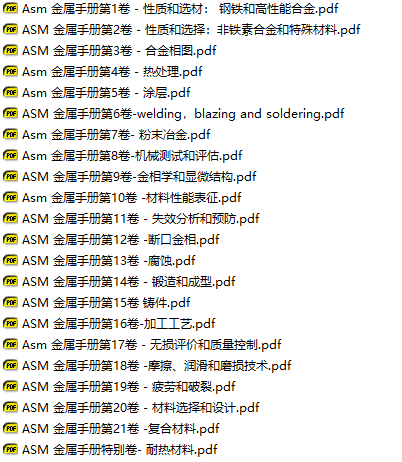 PDF Asm 金属手册第1卷 - 性质和选材： 钢铁和高性能合金.pdf
PDF ASM 金属手册第2卷 - 性质和选择：非铁素合金和特殊材料.pdf
PDF ASM 金属手册第3卷 - 合金相图.pdf
PDF Asm 金属手册第4卷 - 热处理.pdf
PDF Asm 金属手册第5卷 - 涂层.pdf
PDF ASM 金属手册第6卷-welding，blazing and soldering.pdf
PDF Asm 金属手册第7卷- 粉末冶金.pdf
PDF Asm 金属手册第8卷-机械测试和评估.pdf
PDF ASM 金属手册第9卷-金相学和显微结构.pdf
PDF Asm 金属手册第10卷 -材料性能表征.pdf
PDF ASM 金属手册第11卷 - 失效分析和预防.pdf
PDF ASM 金属手册第12卷 -断口金相.pdf
PDF ASM 金属手册第13卷 -腐蚀.pdf
PDF ASM 金属手册第14卷 - 锻造和成型.pdf
PDF ASM 金属手册第15卷 铸件.pdf
PDF ASM 金属手册第16卷-加工工艺.pdf
PDF Asm 金属手册第17卷 - 无损评价和质量控制.pdf
PDF ASM 金属手册第18卷 -摩擦、润滑和磨损技术.pdf
PDF ASM 金属手册第19卷 - 疲劳和破裂.pdf
PDF ASM 金属手册第20卷 - 材料选择和设计.pdf
PDF ASM 金属手册第21卷 -复合材料.pdf
PDF ASM 金属手册特别卷- 耐热材料.pdf